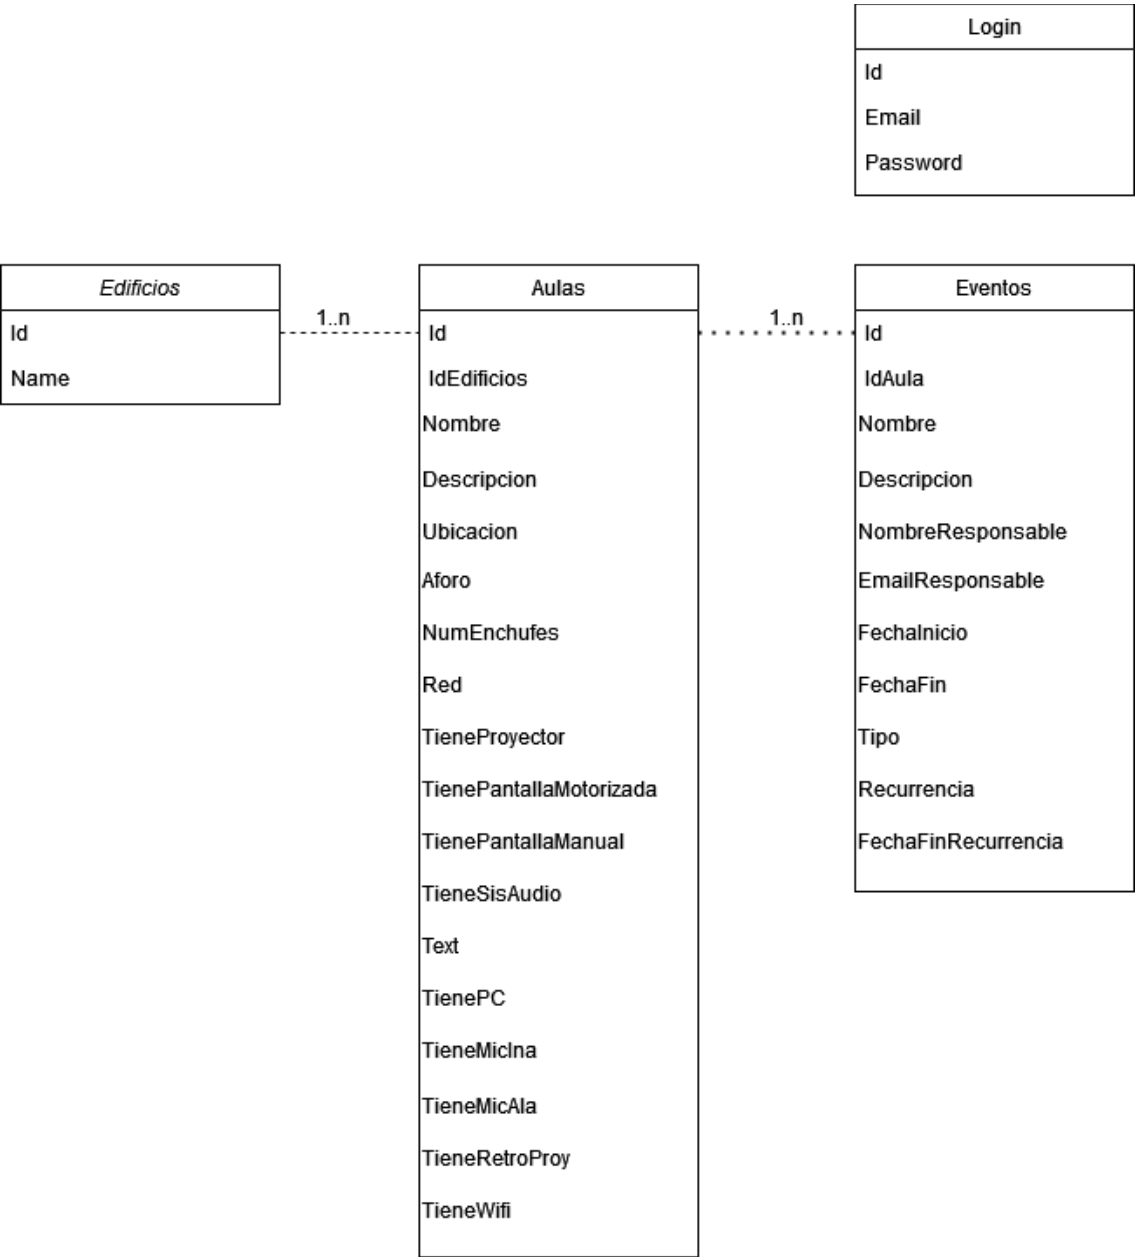 Login
Id
Email
Password
Edificios
Id
Name
1..n
Aulas
Id
IdEdificios
Nombre
Descripcion
Ubicacion
Aforo
NumEnchufes
Red
TieneProyector
TienePantallaMotorizada
TienePantallaManual
TieneSisAudio
Text
TienePC
TieneMicIna
TieneMicAla
TieneRetroProy
TieneWifi
1..n
Eventos
Id
IdAula
Nombre
Descripcion
NombreResponsable
EmailResponsable
FechaInicio
FechaFin
Tipo
Recurrencia
FechaFinRecurrencia